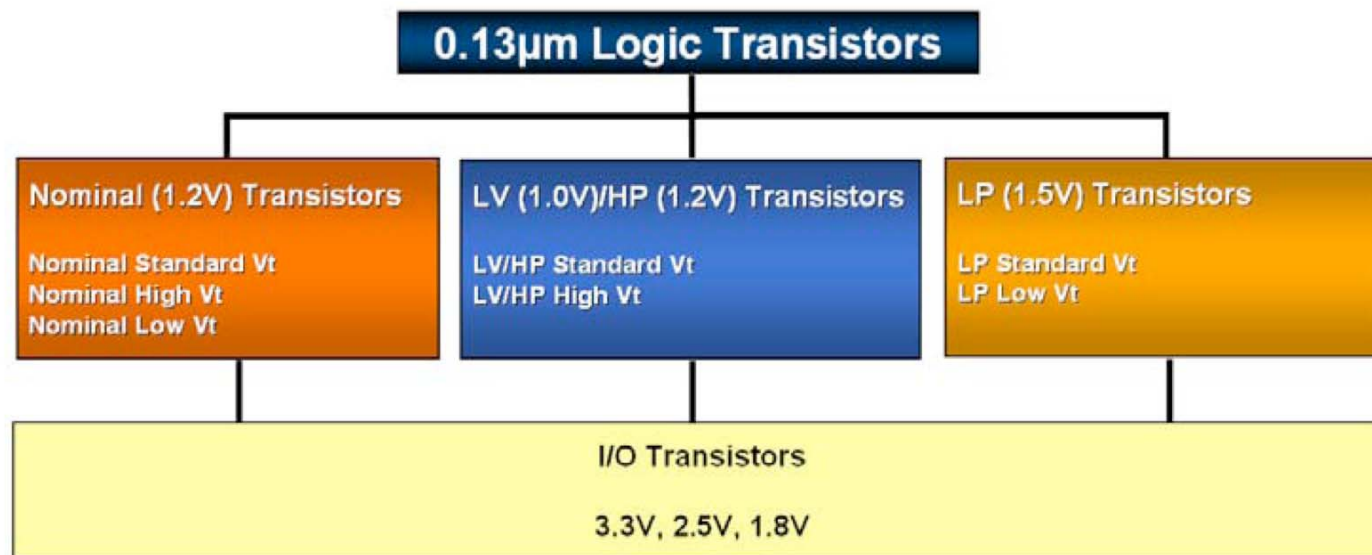 0.13µm Logic Transistors
Nominal (1.2V) Transistors
Nominal Standard Vt
Nominal High Vt
Nominal Low Vt
LV (1.0V)/HP (1.2V) Transistors
LV/HP Standard Vt
LV/HP High Vt
LP (1.5V) Transistors
LP Standard Vt
LP Low Vt
I/O Transistors
3.3V, 2.5V, 1.8V